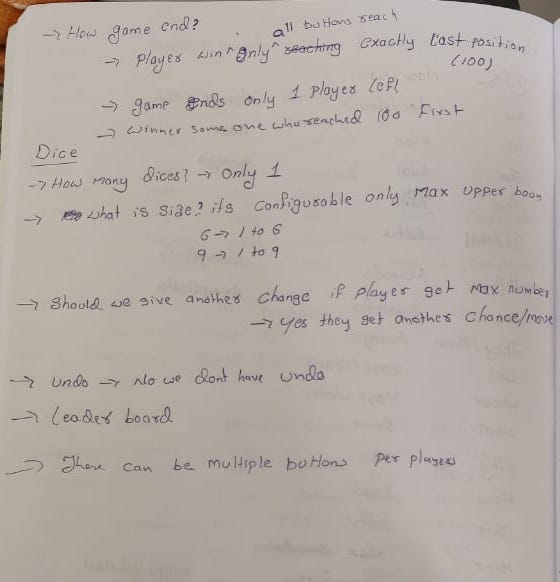 → How game end?
all buttons reach
→ Player win ^ only ^ reaching exactly last position
(100)
→ game Ends only 1 player left
→ winner some one who reached 100 First
Dice
→ How many dices? → only 1
→ what is size? its configurable only, Max upper boun
6 → 1 to 6
9 → 1 to 9
→ Should we give another change if player get max number
→ yes they get another chance/move
→ undo → No we dont have undo
→ Leader board
→ There can be multiple buttons per players